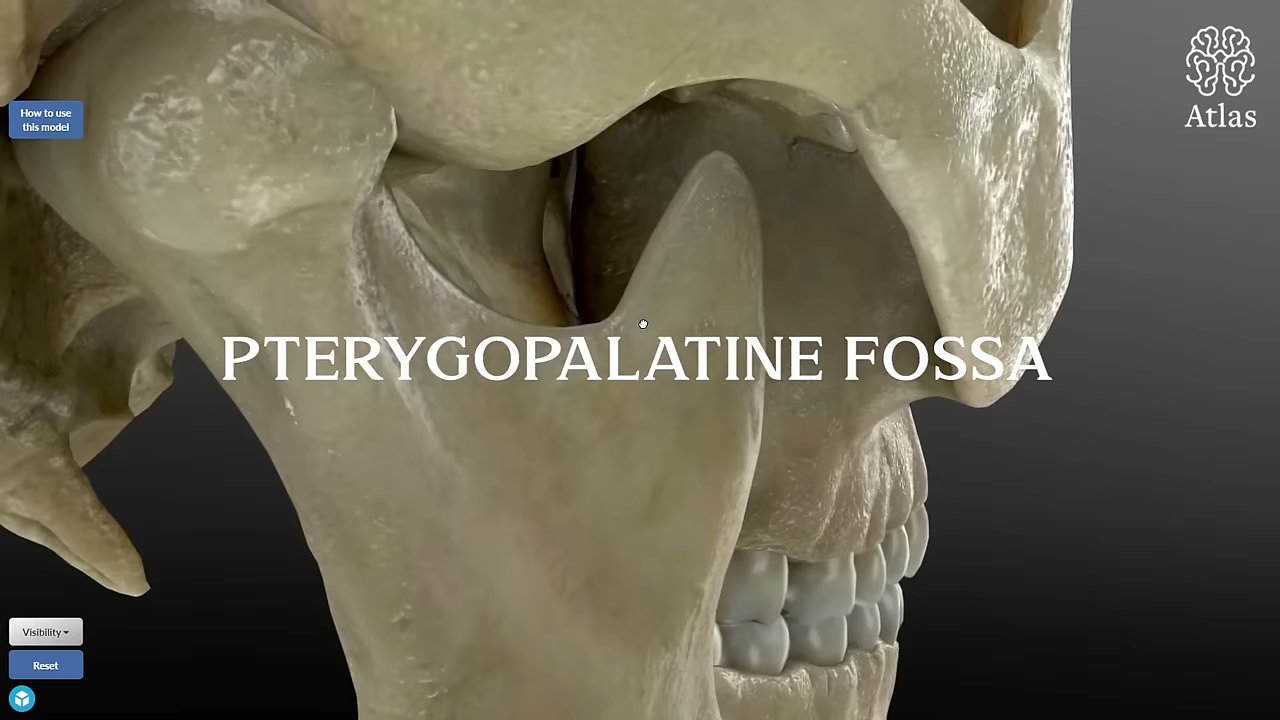 How to use
this model
Atlas
PTERYGOPALATINE FOSSA
Visibility
Reset